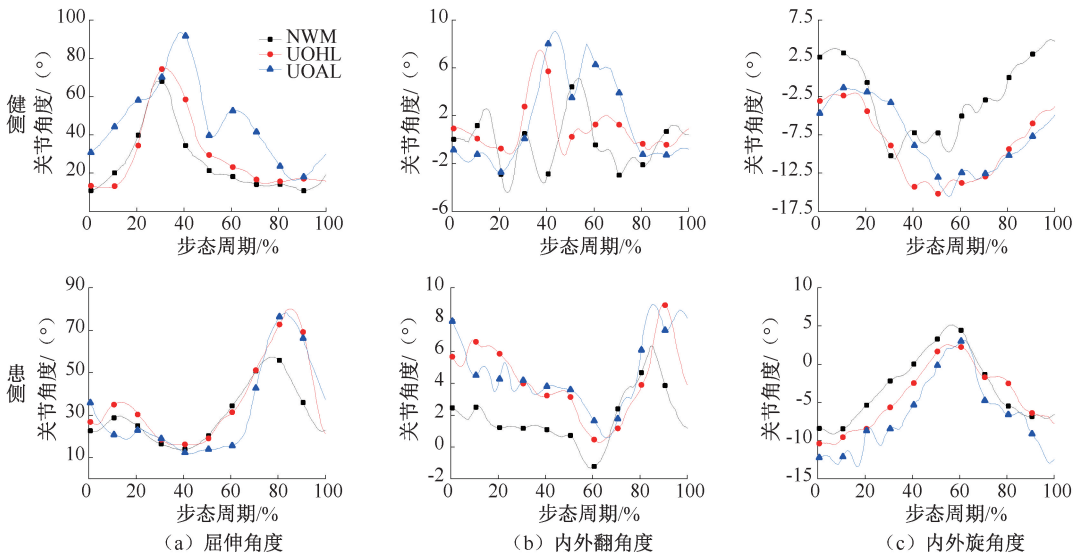 健侧
关节角度/（°）
100
80
60
40
20
NWM
UOHL
UOAL
0 20 40 60 80 100
步态周期/%
关节角度/（°）
10
6
2
-2
-6
0 20 40 60 80 100
步态周期/%
关节角度/（°）
7.5
2.5
-2.5
-7.5
-12.5
-17.5
0 20 40 60 80 100
步态周期/%
患侧
关节角度/（°）
90
70
50
30
10
0 20 40 60 80 100
步态周期/%
（a）屈伸角度
关节角度/（°）
10
8
6
4
2
0
-2
0 20 40 60 80 100
步态周期/%
（b）内外翻角度
关节角度/（°）
10
5
0
-5
-10
-15
0 20 40 60 80 100
步态周期/%
（c）内外旋角度